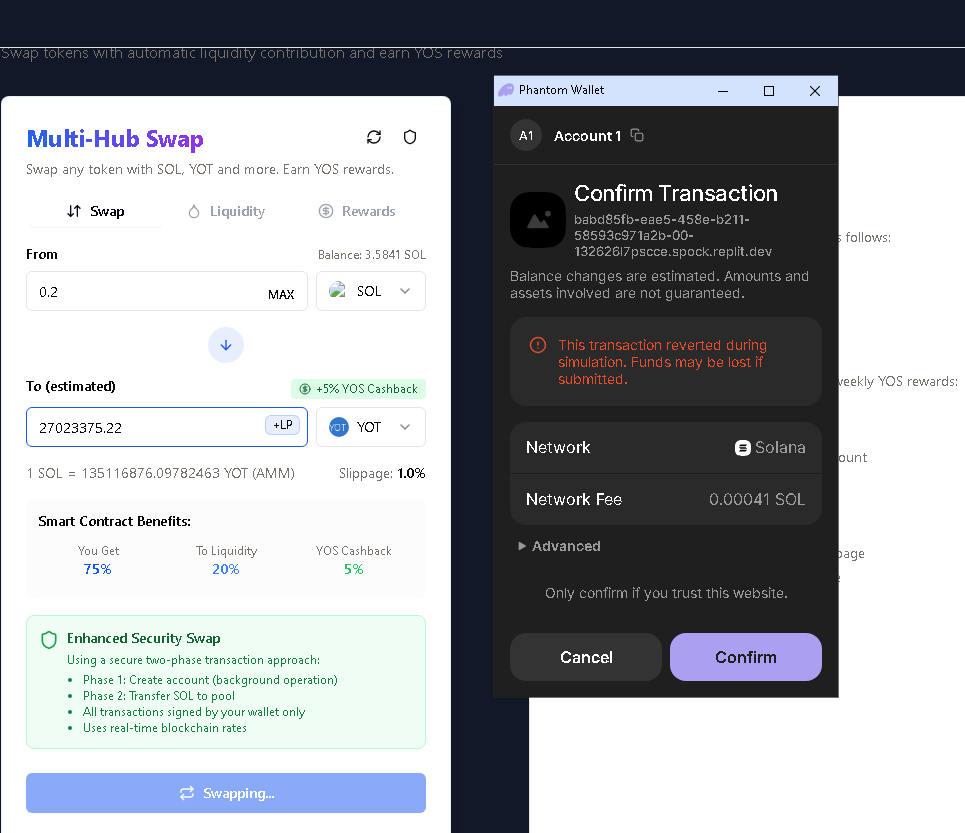 Swap tokens with automatic liquidity contribution and earn YOS rewards
Multi-Hub Swap
Swap any token with SOL, YOT and more. Earn YOS rewards.
Swap
Liquidity
Rewards
From
Balance: 3.5841 SOL
0.2
MAX
SOL
To (estimated)
+5% YOS Cashback
27023375.22
+LP
YOT
YOT
1 SOL = 135116876.09782463 YOT (AMM)
Slippage: 1.0%
Smart Contract Benefits:
You Get
To Liquidity
YOS Cashback
75%
20%
5%
Enhanced Security Swap
Using a secure two-phase transaction approach:
• Phase 1: Create account (background operation)
• Phase 2: Transfer SOL to pool
• All transactions signed by your wallet only
• Uses real-time blockchain rates
Swapping...
Phantom Wallet
A1
Account 1
Confirm Transaction
babd85fb-eae5-458e-b211-
58593c971a2b-00-
132626l7pscce.spock.replit.dev
Balance changes are estimated. Amounts and
assets involved are not guaranteed.
This transaction reverted during
simulation. Funds may be lost if
submitted.
Network
Solana
Network Fee
0.00041 SOL
Advanced
Only confirm if you trust this website.
Cancel
Confirm
s follows:
weekly YOS rewards:
ount
page